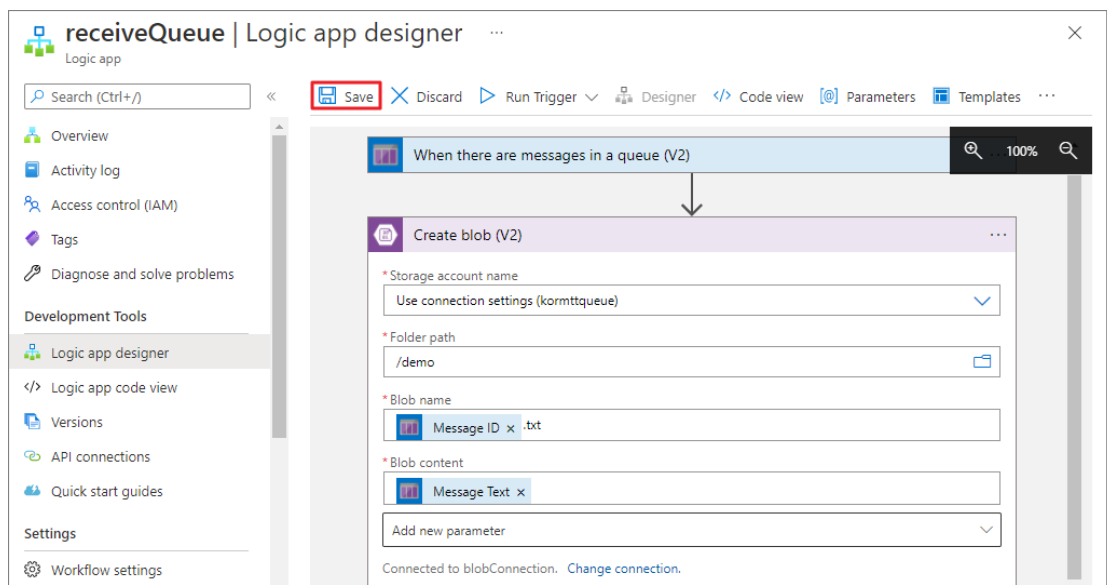 receiveQueue | Logic app designer ...
Logic app
Search (Ctrl+/)
«
Save
Discard
Run Trigger
Designer
</> Code view
[@] Parameters
Templates
...
Overview
Activity log
Access control (IAM)
Tags
Diagnose and solve problems
Development Tools
Logic app designer
</> Logic app code view
Versions
API connections
Quick start guides
Settings
Workflow settings
When there are messages in a queue (V2)
100%
Create blob (V2)
...
* Storage account name
Use connection settings (kormttqueue)
* Folder path
/demo
* Blob name
Message ID × .txt
* Blob content
Message Text ×
Add new parameter
Connected to blobConnection. Change connection.